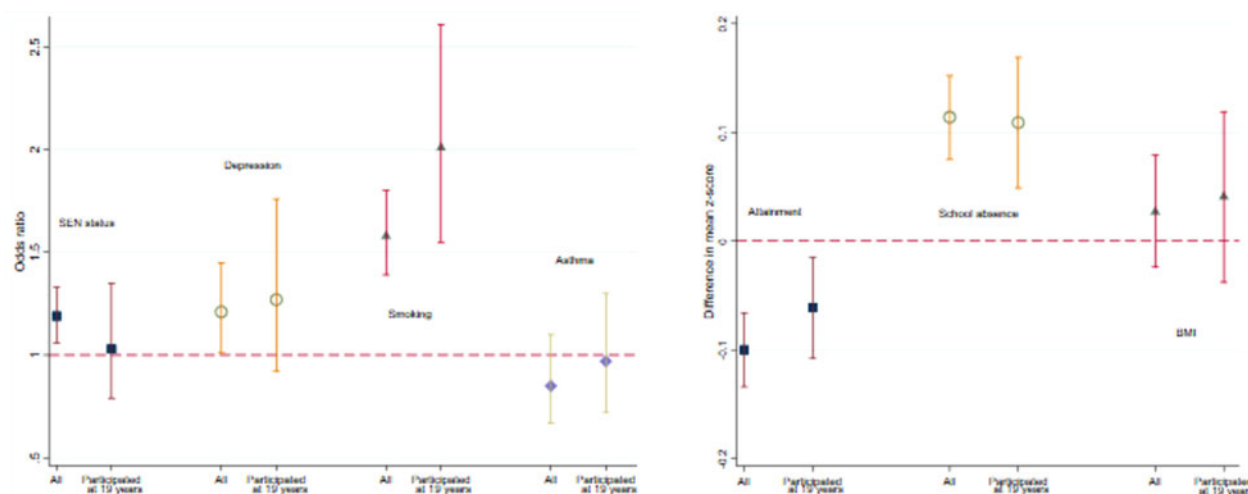 Odds ratio
2.5
2
1.5
1
.5
SEN status
Depression
Smoking
Asthma
All
Participated
at 19 years
All
Participated
at 19 years
All
Participated
at 19 years
All
Participated
at 19 years
Difference in mean z-score
0.2
0.1
0
-0.1
-0.2
Attainment
School absence
BMI
All
Participated
at 19 years
All
Participated
at 19 years
All
Participated
at 19 years